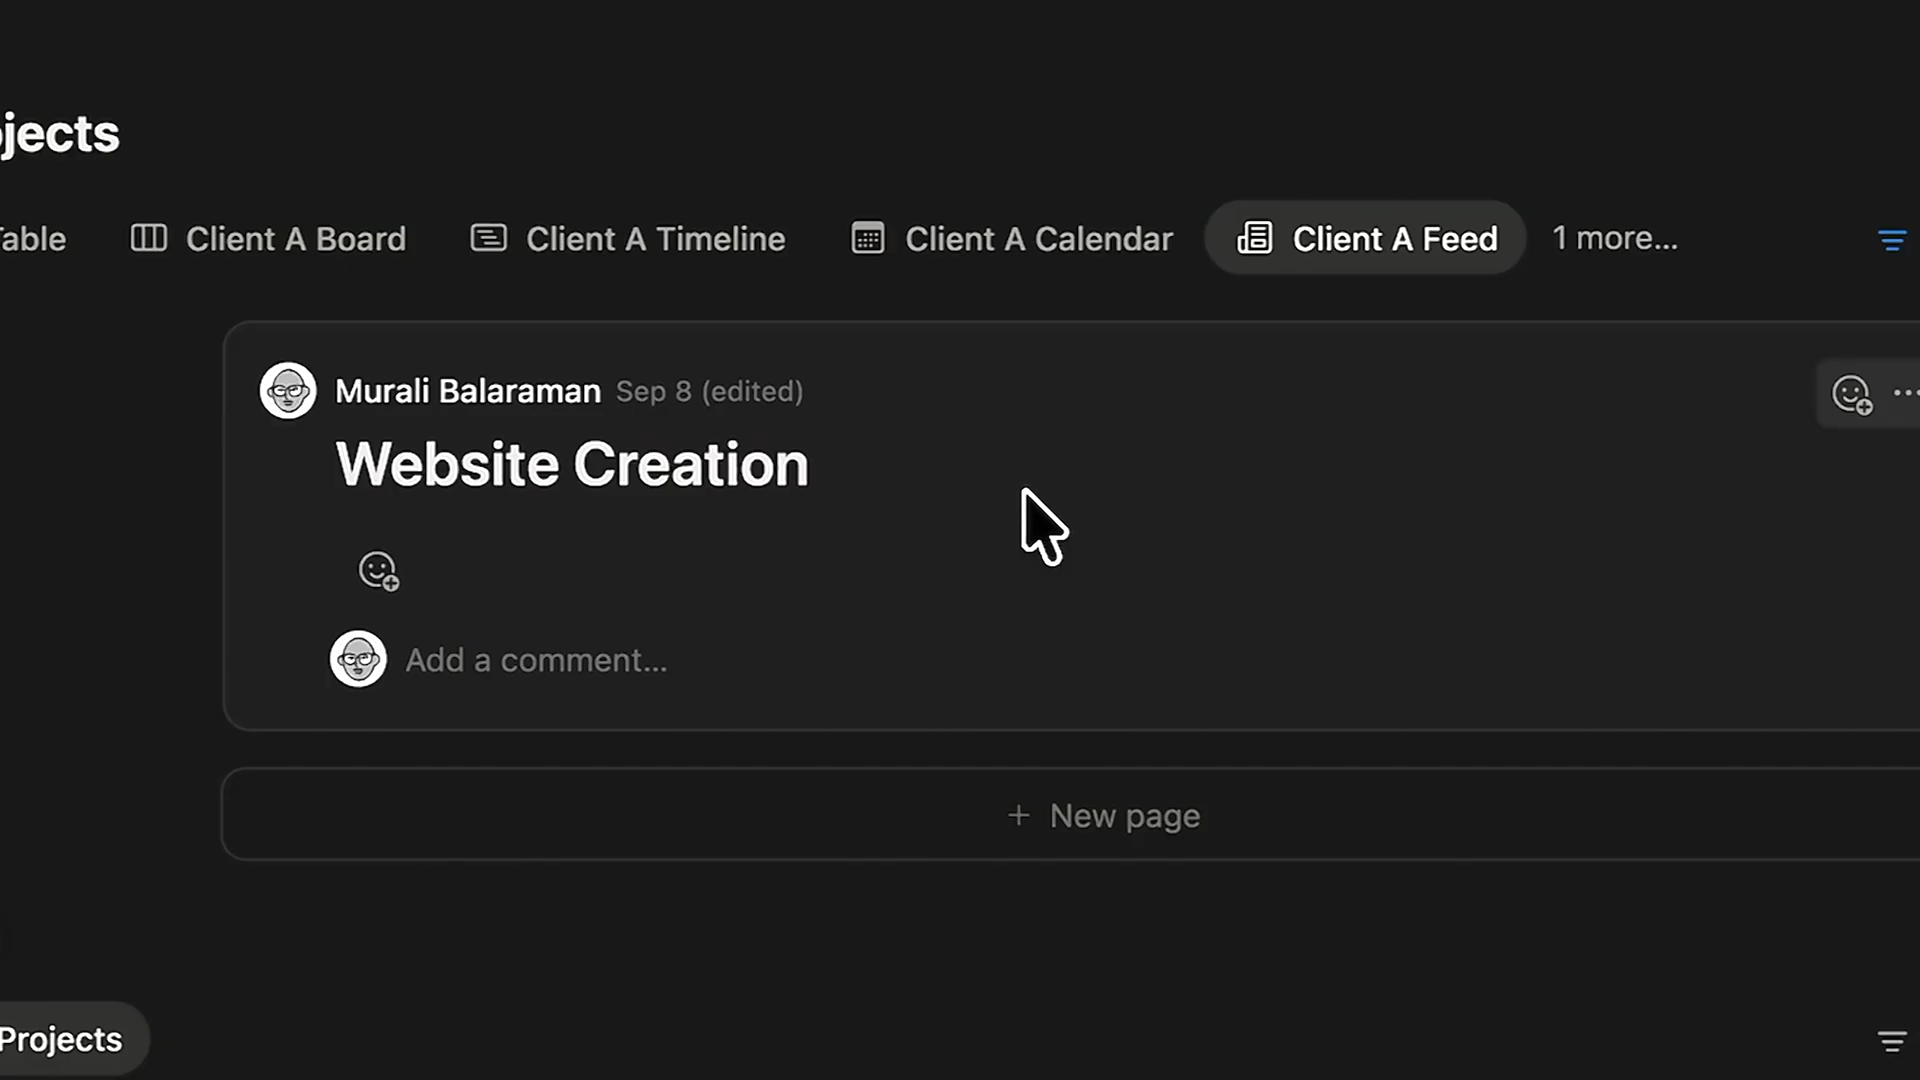 jects
Table
Client A Board
Client A Timeline
Client A Calendar
Client A Feed
1 more...
Murali Balaraman Sep 8 (edited)
Website Creation
Add a comment...
+ New page
Projects